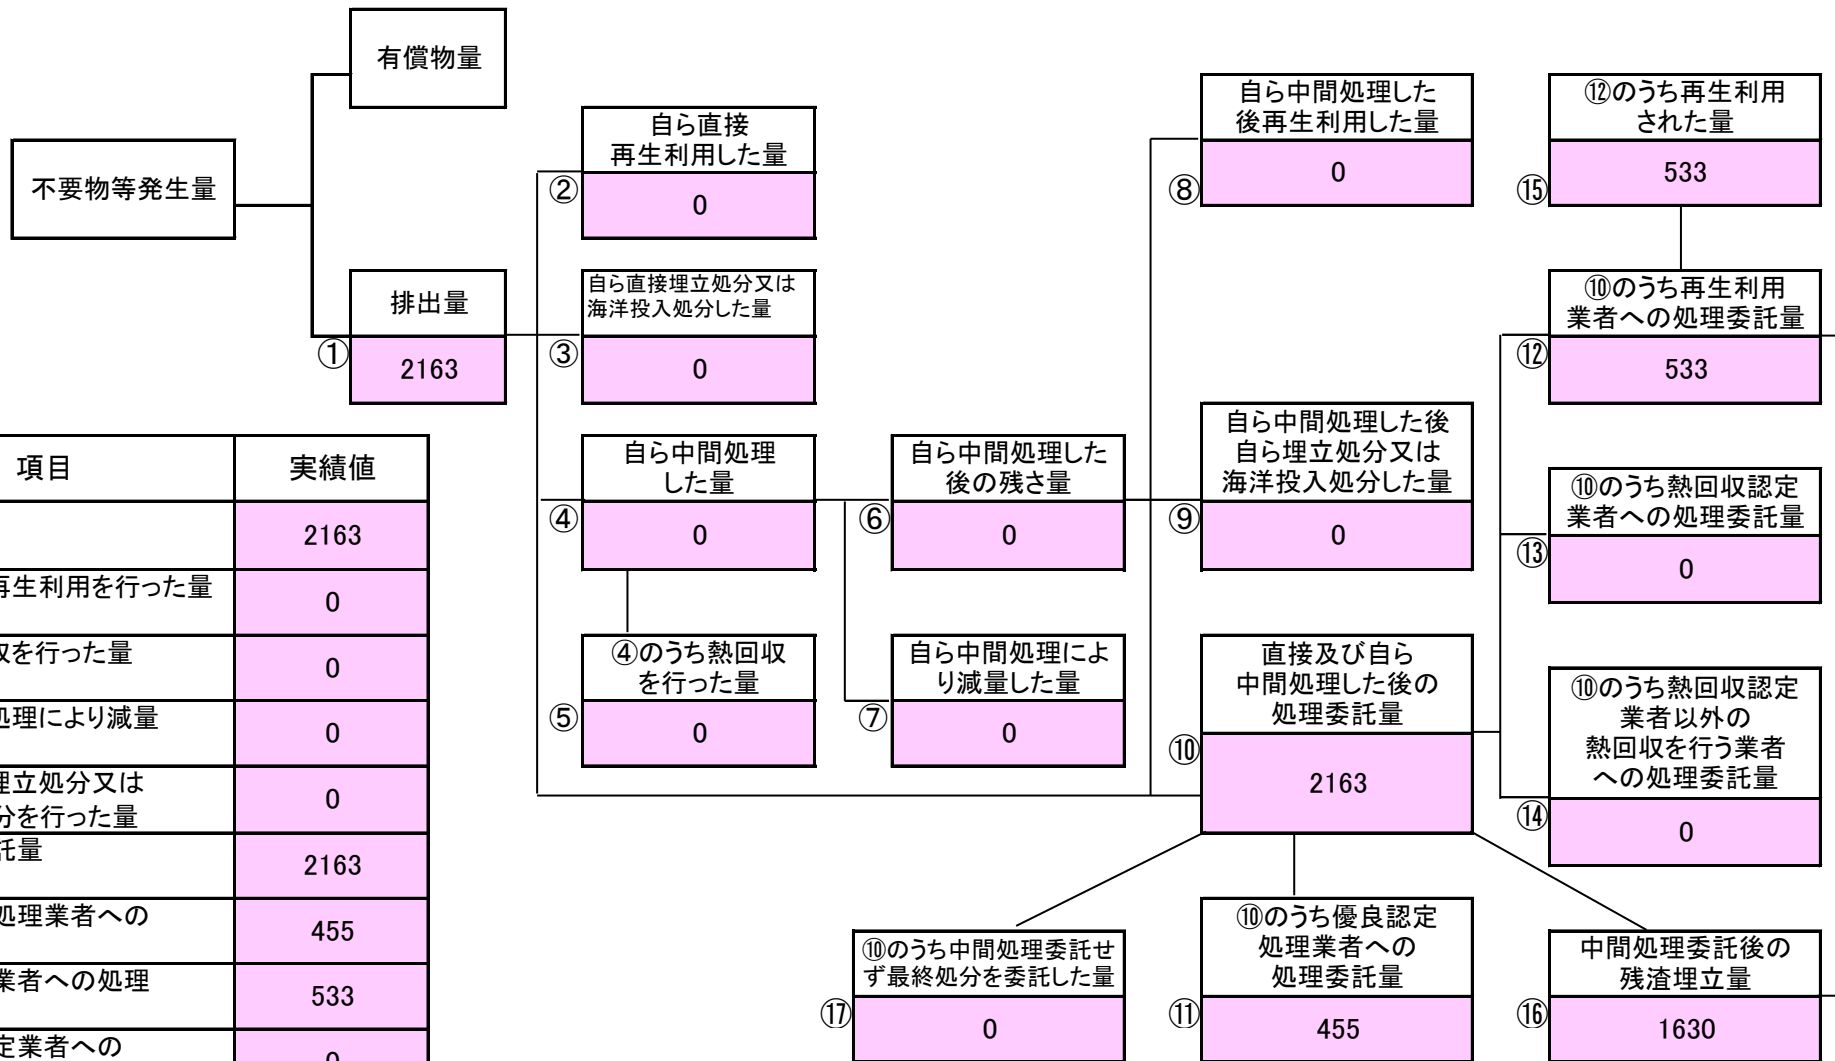 有償物量
不要物等発生量
排出量
①
2163
自ら直接
再生利用した量
②
0
自ら直接埋立処分又は
海洋投入処分した量
③
0
自ら中間処理
した量
④
0
④のうち熱回収
を行った量
⑤
0
自ら中間処理した
後の残さ量
⑥
0
自ら中間処理によ
り減量した量
⑦
0
自ら中間処理した
後再生利用した量
⑧
0
自ら中間処理した後
自ら埋立処分又は
海洋投入処分した量
⑨
0
直接及び自ら
中間処理した後の
処理委託量
⑩
2163
⑫のうち再生利用
された量
⑮
533
⑩のうち再生利用
業者への処理委託量
⑫
533
⑩のうち熱回収認定
業者への処理委託量
⑬
0
⑩のうち熱回収認定
業者以外の
熱回収を行う業者
への処理委託量
⑭
0
⑩のうち中間処理委託せ
ず最終処分を委託した量
⑰
0
⑩のうち優良認定
処理業者への
処理委託量
⑪
455
中間処理委託後の
残渣埋立量
⑯
1630
項目 実績値
2163
再生利用を行った量 0
を行った量 0
処理により減量 0
埋立処分又は
を行った量 0
託量 2163
処理業者への 455
業者への処理 533
定業者への 0